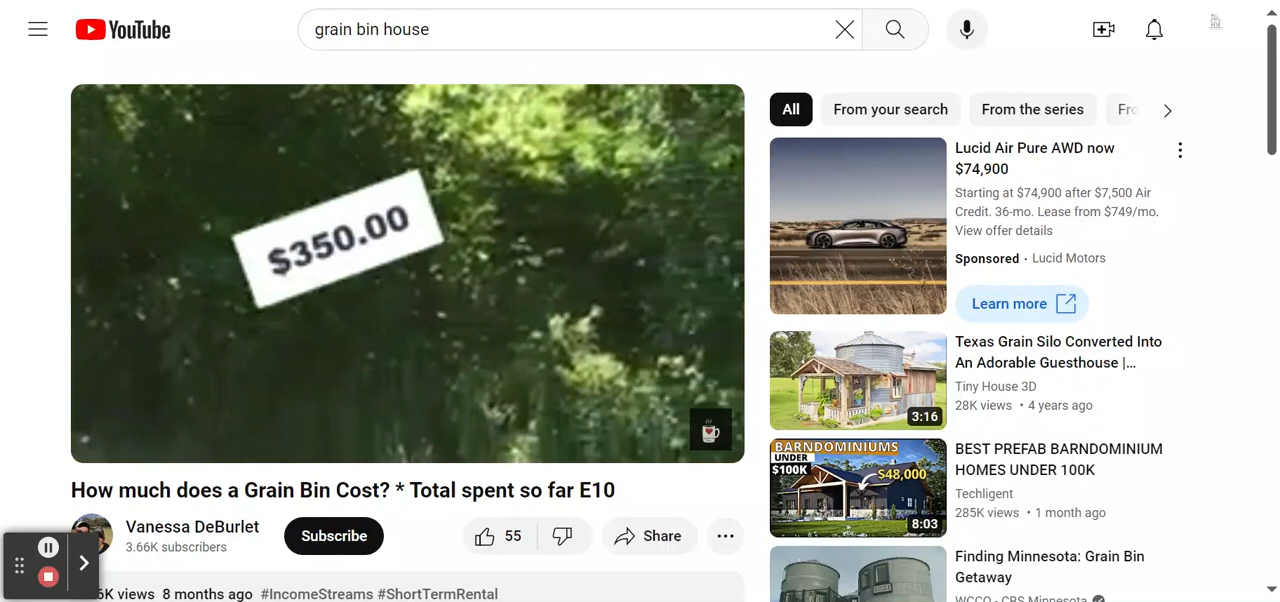 YouTube
grain bin house
$350.00
All
From your search
From the series
Lucid Air Pure AWD now
$74,900
Starting at $74,900 after $7,500 Air
Credit. 36-mo. Lease from $749/mo.
View offer details
Sponsored · Lucid Motors
Learn more
Texas Grain Silo Converted Into
An Adorable Guesthouse |...
Tiny House 3D
28K views • 4 years ago
3:16
BARNDOMINIUMS
UNDER
$100K
$48,000
8:03
BEST PREFAB BARNDOMINIUM
HOMES UNDER 100K
Techligent
285K views • 1 month ago
Finding Minnesota: Grain Bin
Getaway
WCCO - CBS Minnesota
How much does a Grain Bin Cost? * Total spent so far E10
Vanessa DeBurlet
3.66K subscribers
Subscribe
55
Share
6K views 8 months ago #IncomeStreams #ShortTermRental